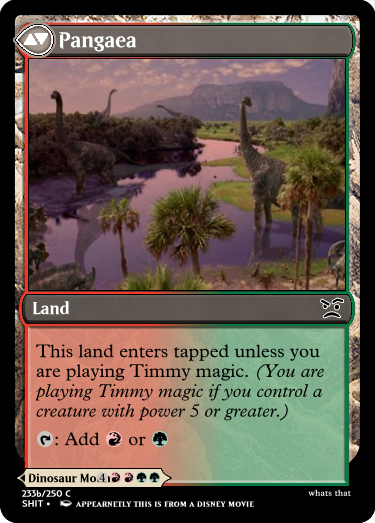 Pangaea
Land
This land enters tapped unless you
are playing Timmy magic. (You are
playing Timmy magic if you control a
creature with power 5 or greater.)
: Add or
Dinosaur 4
233b/250 C
whats that
SHIT • APPEARNETLY THIS IS FROM A DISNEY MOVIE